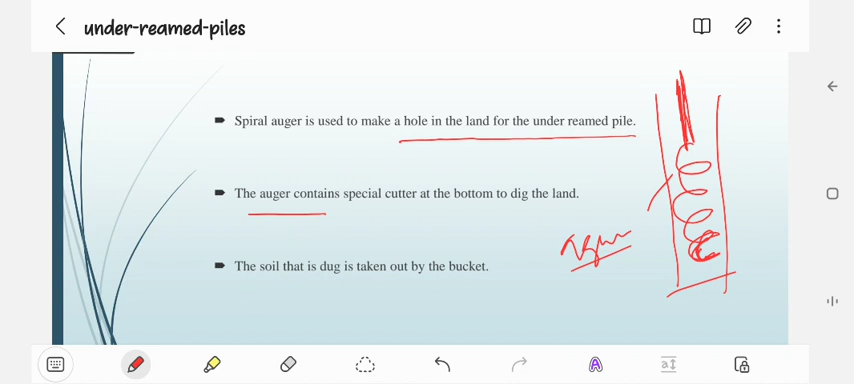 under-reamed-piles
Spiral auger is used to make a hole in the land for the under reamed pile.
The auger contains special cutter at the bottom to dig the land.
The soil that is dug is taken out by the bucket.